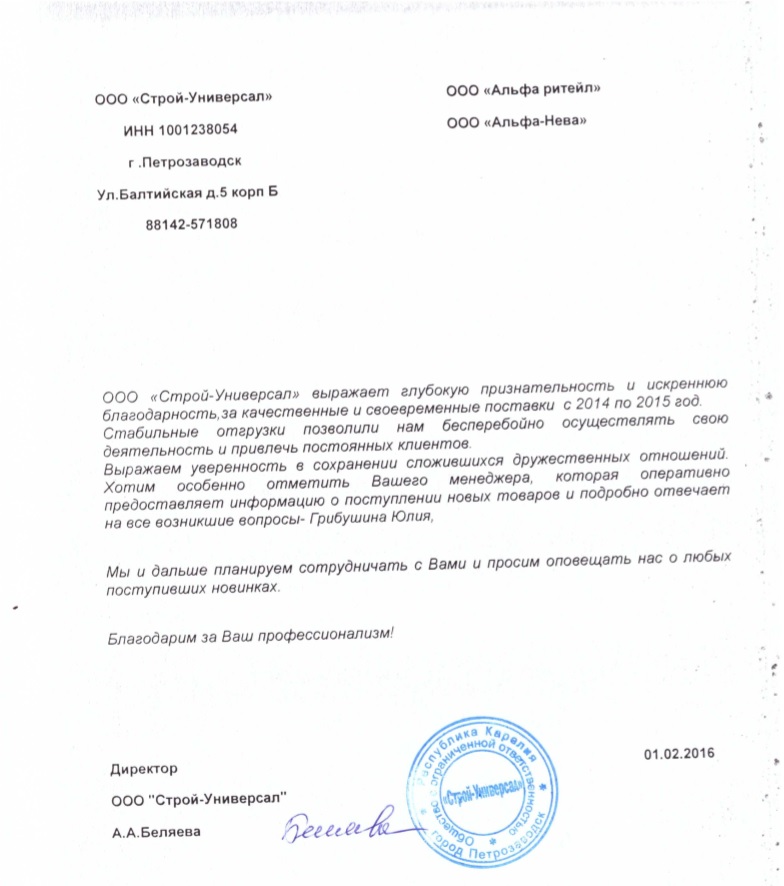 ООО «Строй-Универсал»
ИНН 1001238054
г .Петрозаводск
Ул.Балтийская д.5 корп Б
88142-571808
ООО «Альфа ритейл»
ООО «Альфа-Нева»
ООО «Строй-Универсал» выражает глубокую признательность и искреннюю
благодарность,за качественные и своевременные поставки с 2014 по 2015 год.
Стабильные отгрузки позволили нам бесперебойно осуществлять свою
деятельность и привлечь постоянных клиентов.
Выражаем уверенность в сохранении сложившихся дружественных отношений.
Хотим особенно отметить Вашего менеджера, которая оперативно
предоставляет информацию о поступлении новых товаров и подробно отвечает
на все возникшие вопросы- Грибушина Юлия,
Мы и дальше планируем сотрудничать с Вами и просим оповещать нас о любых
поступивших новинках.
Благодарим за Ваш профессионализм!
01.02.2016
Директор
ООО "Строй-Универсал"
А.А.Беляева
Беляева
Республика Карелия
город Петрозаводск
Общество с ограниченной ответственностью
«Строй-Универсал»